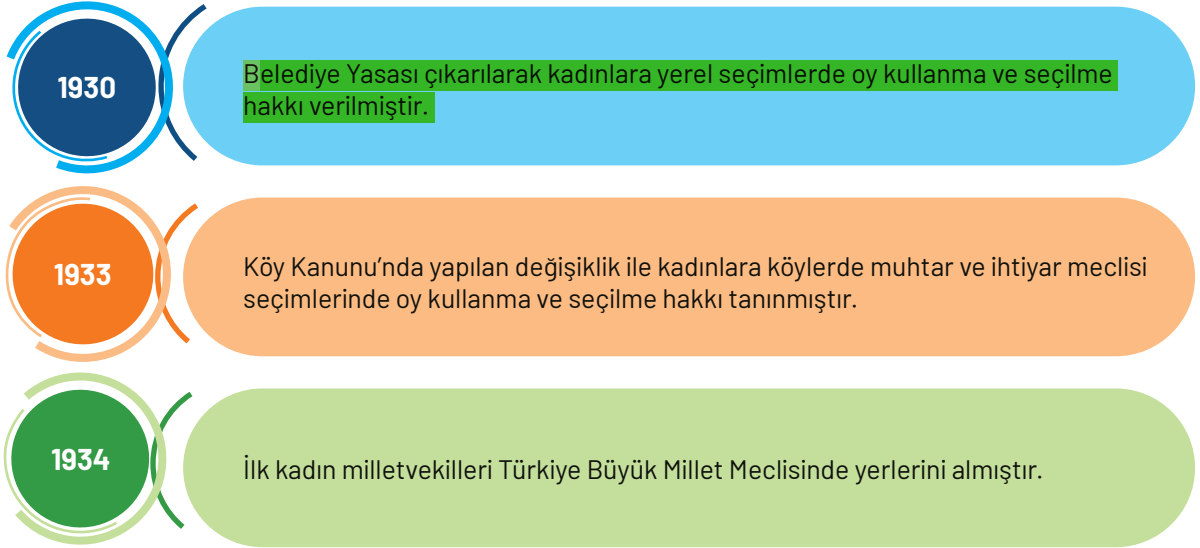 1930
Belediye Yasası çıkarılarak kadınlara yerel seçimlerde oy kullanma ve seçilme
hakkı verilmiştir.
1933
Köy Kanunu’nda yapılan değişiklik ile kadınlara köylerde muhtar ve ihtiyar meclisi
seçimlerinde oy kullanma ve seçilme hakkı tanınmıştır.
1934
İlk kadın milletvekilleri Türkiye Büyük Millet Meclisinde yerlerini almıştır.